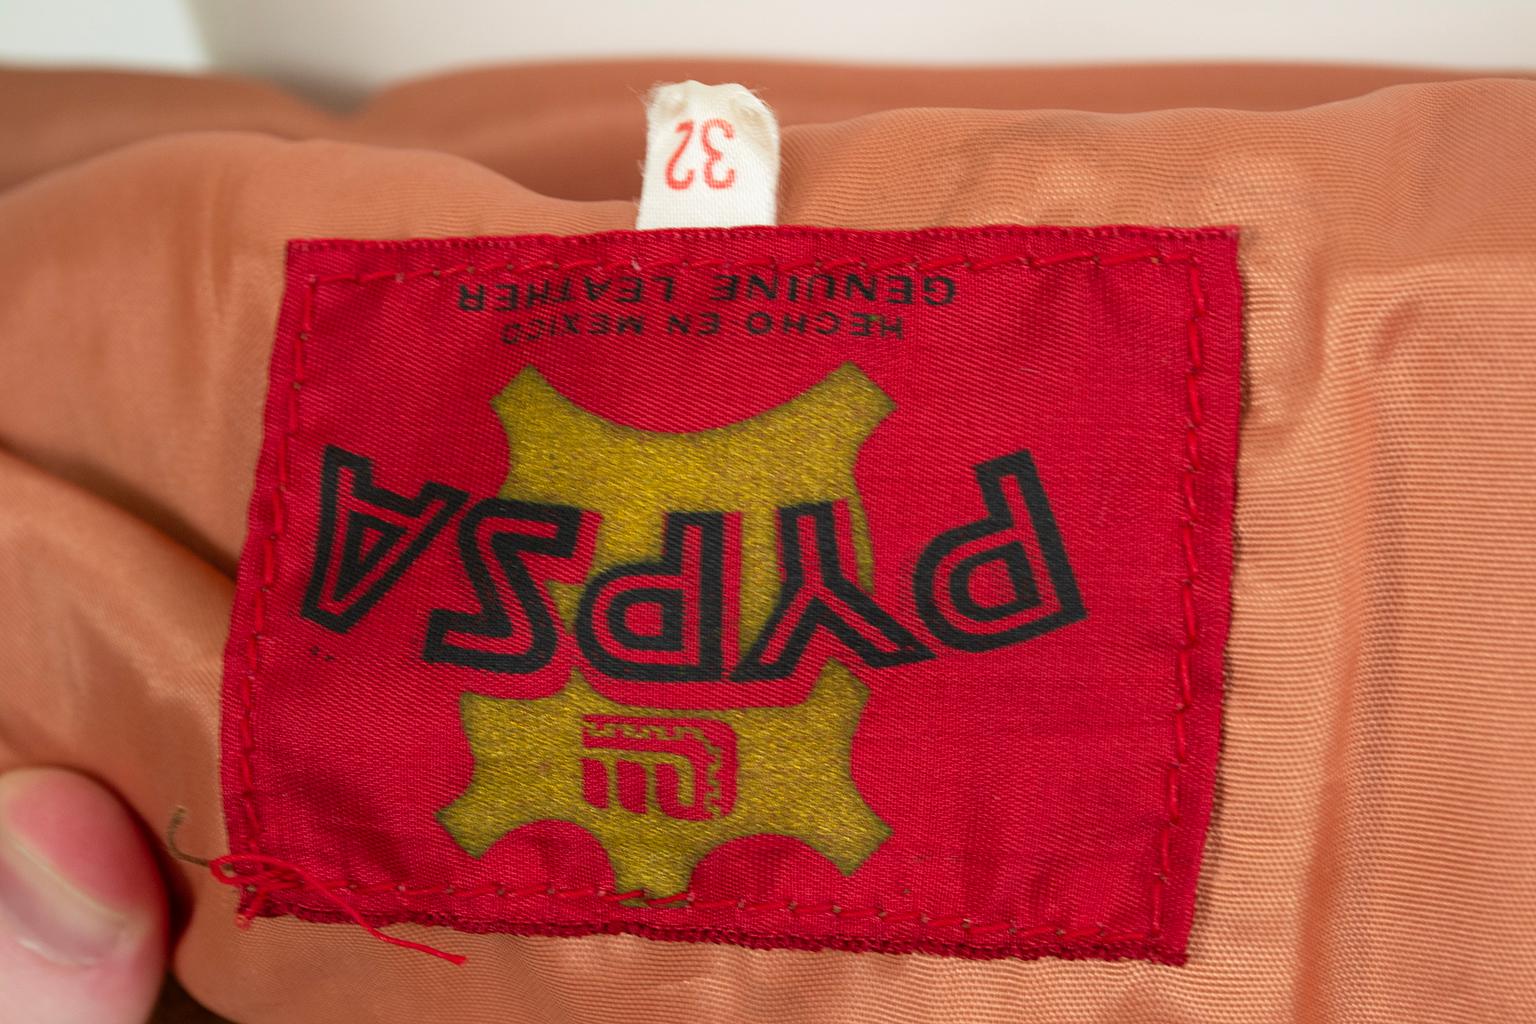 PYPSA
HECHO EN MEXICO
GENUINE LEATHER
32